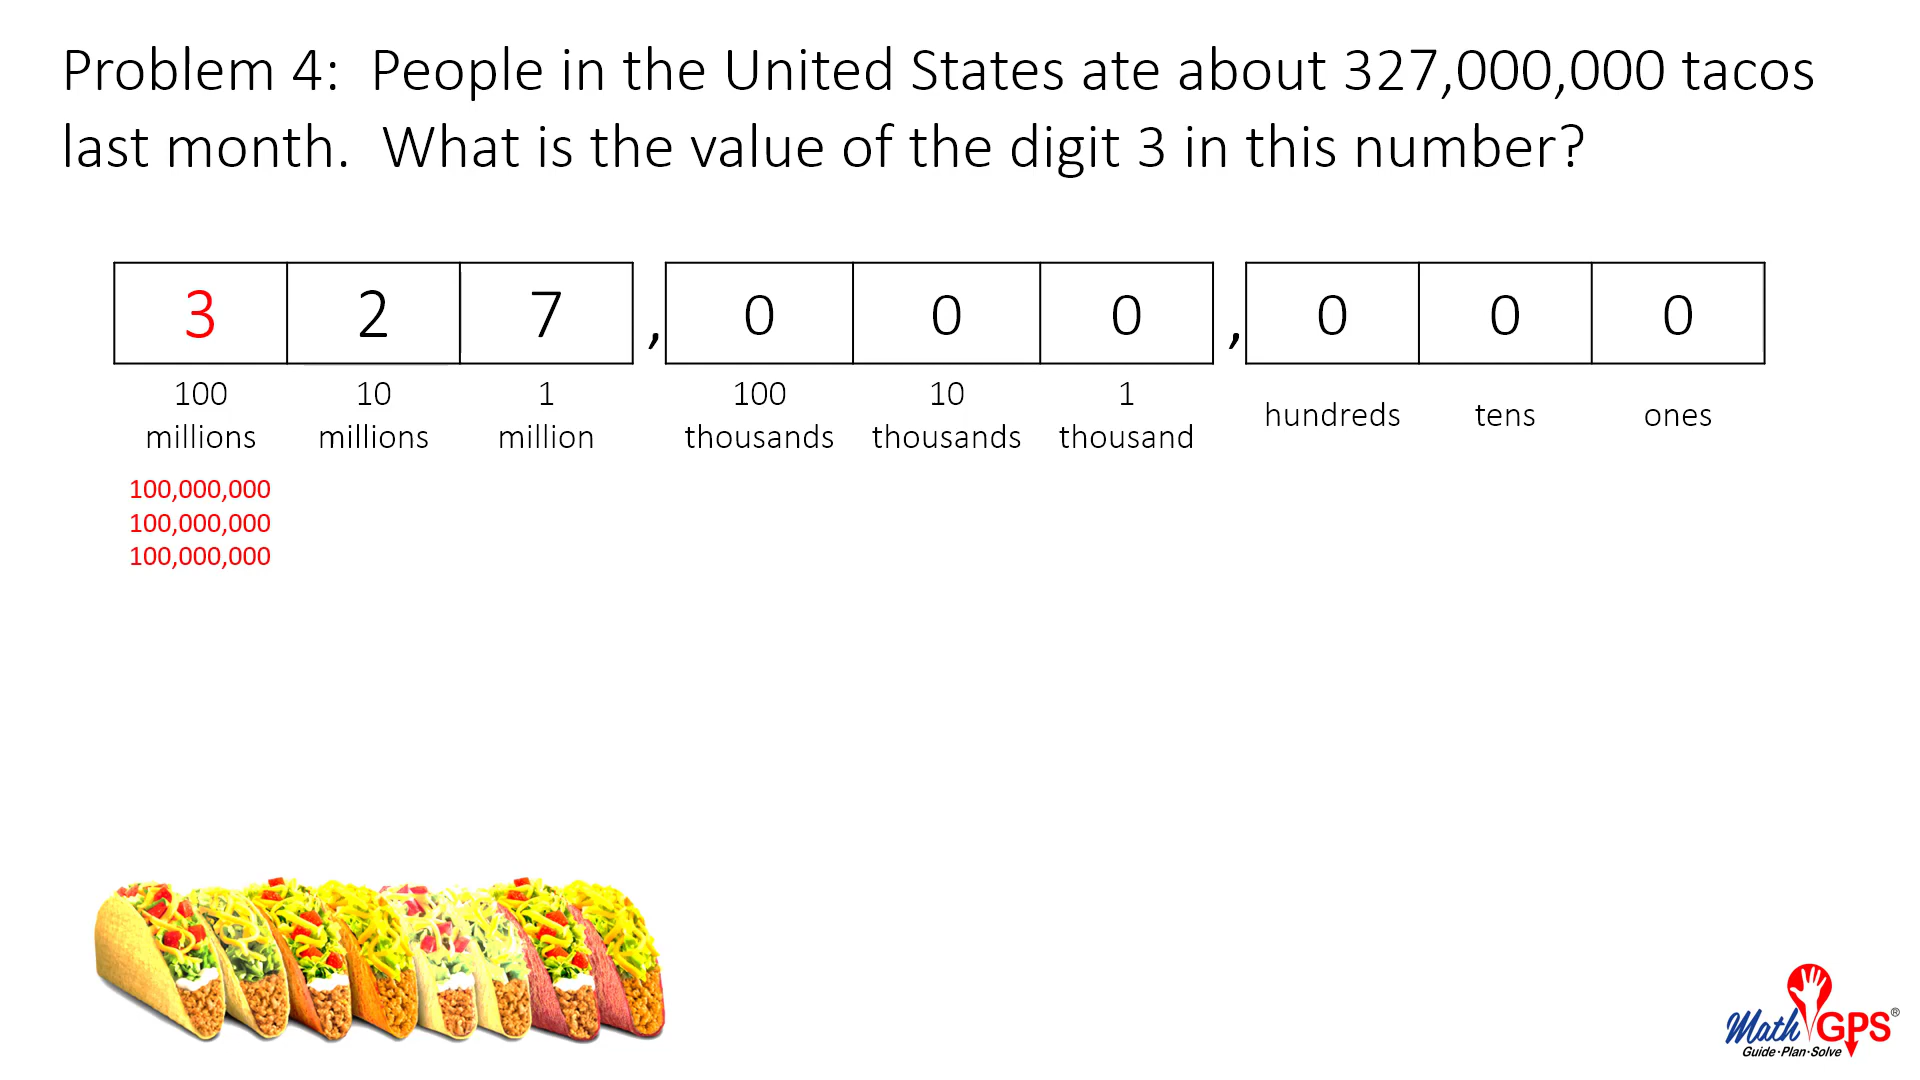 Problem 4: People in the United States ate about 327,000,000 tacos
last month. What is the value of the digit 3 in this number?
3 2 7 , 0 0 0 , 0 0 0
100 millions 10 millions 1 million 100 thousands 10 thousands 1 thousand hundreds tens ones
100,000,000
100,000,000
100,000,000
Math GPS®
Guide·Plan·Solve